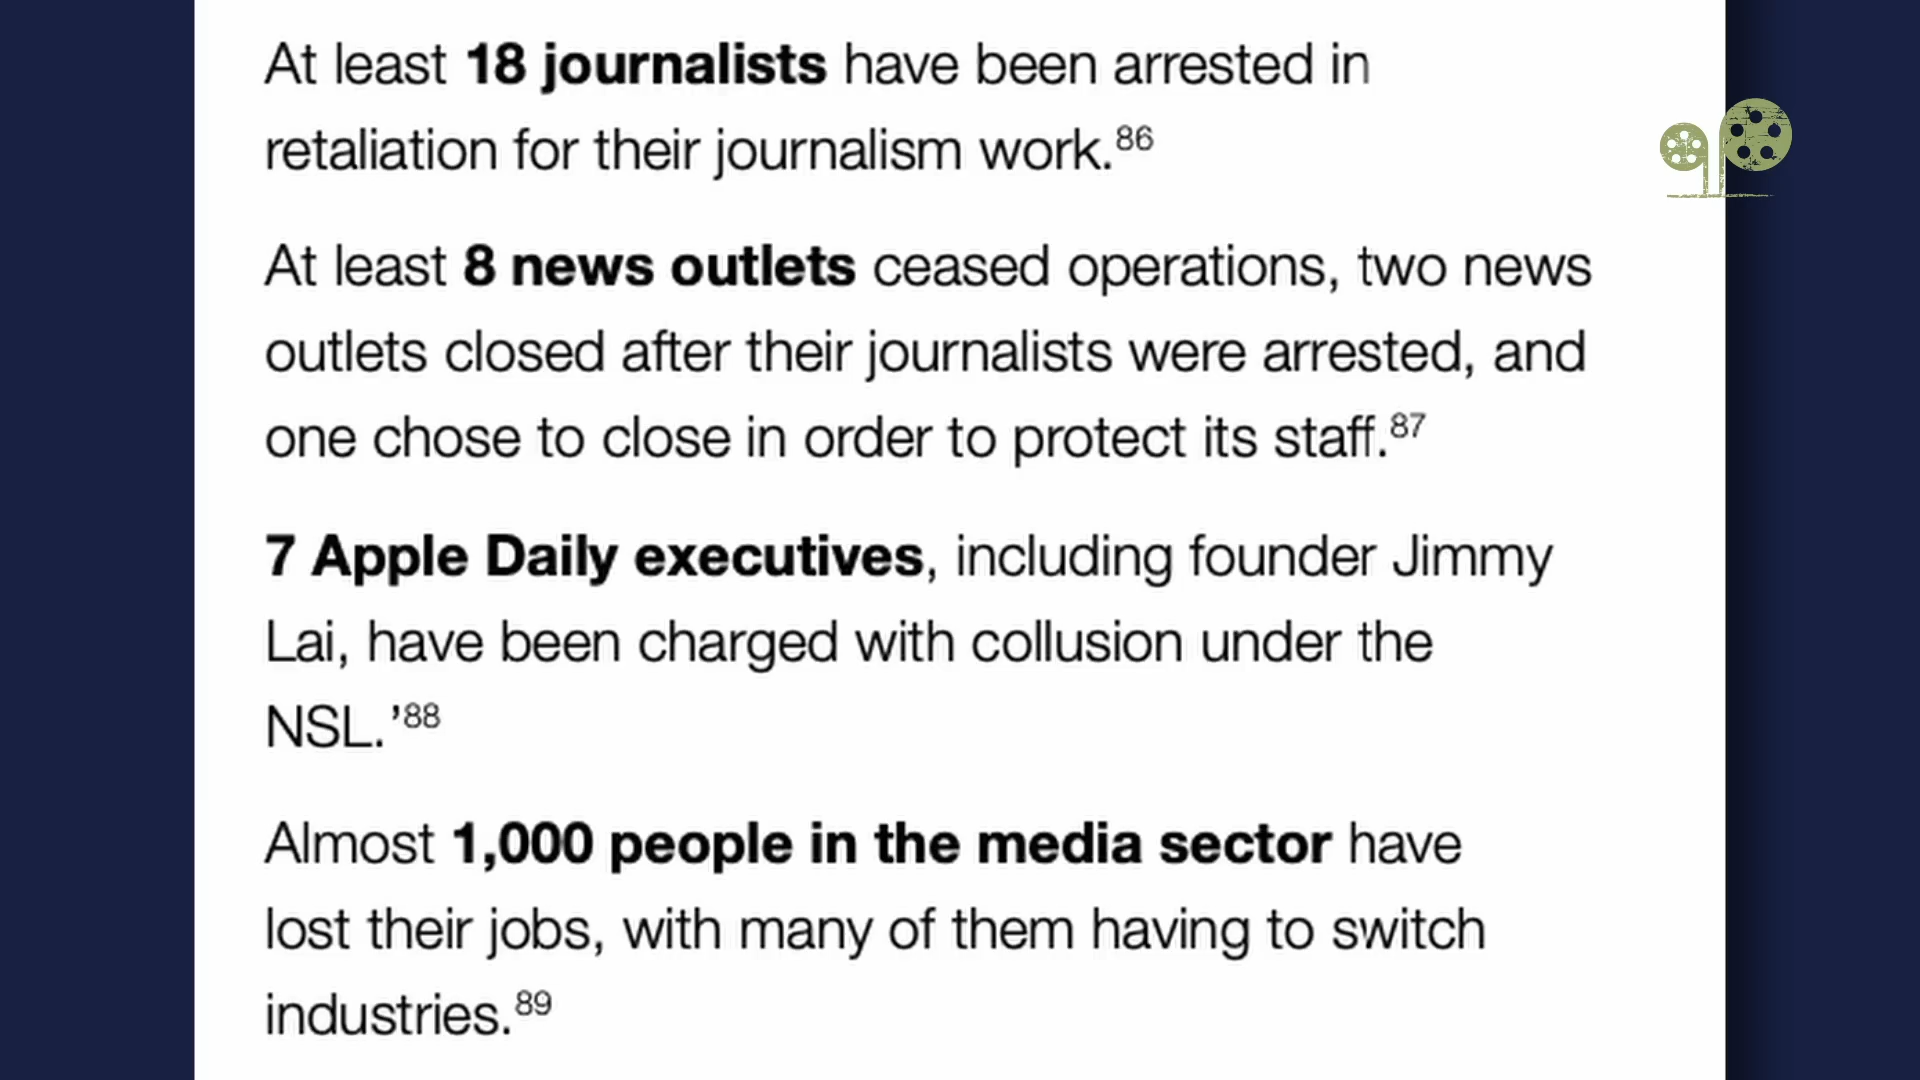 At least 18 journalists have been arrested in
retaliation for their journalism work.86
At least 8 news outlets ceased operations, two news
outlets closed after their journalists were arrested, and
one chose to close in order to protect its staff.87
7 Apple Daily executives, including founder Jimmy
Lai, have been charged with collusion under the
NSL.’88
Almost 1,000 people in the media sector have
lost their jobs, with many of them having to switch
industries.89